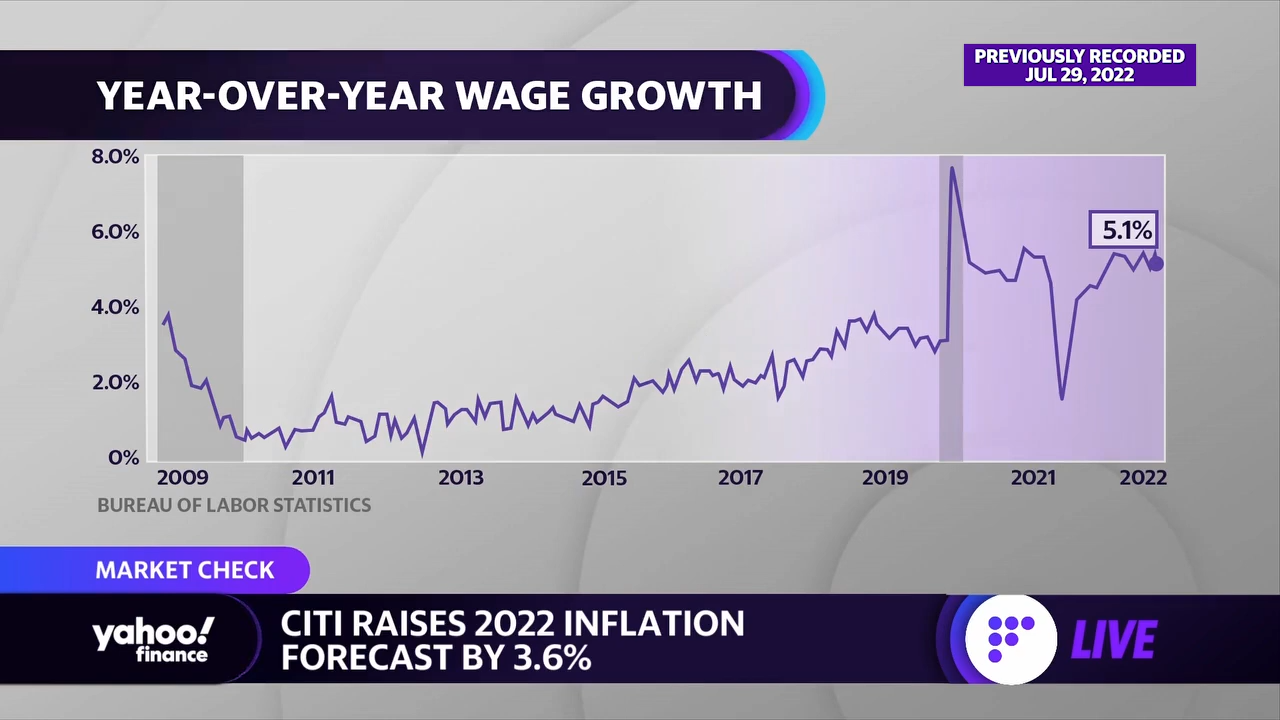 YEAR-OVER-YEAR WAGE GROWTH
PREVIOUSLY RECORDED
JUL 29, 2022
8.0%
6.0%
4.0%
2.0%
0%
5.1%
2009 2011 2013 2015 2017 2019 2021 2022
BUREAU OF LABOR STATISTICS
MARKET CHECK
yahoo!
finance
CITI RAISES 2022 INFLATION
FORECAST BY 3.6%
LIVE